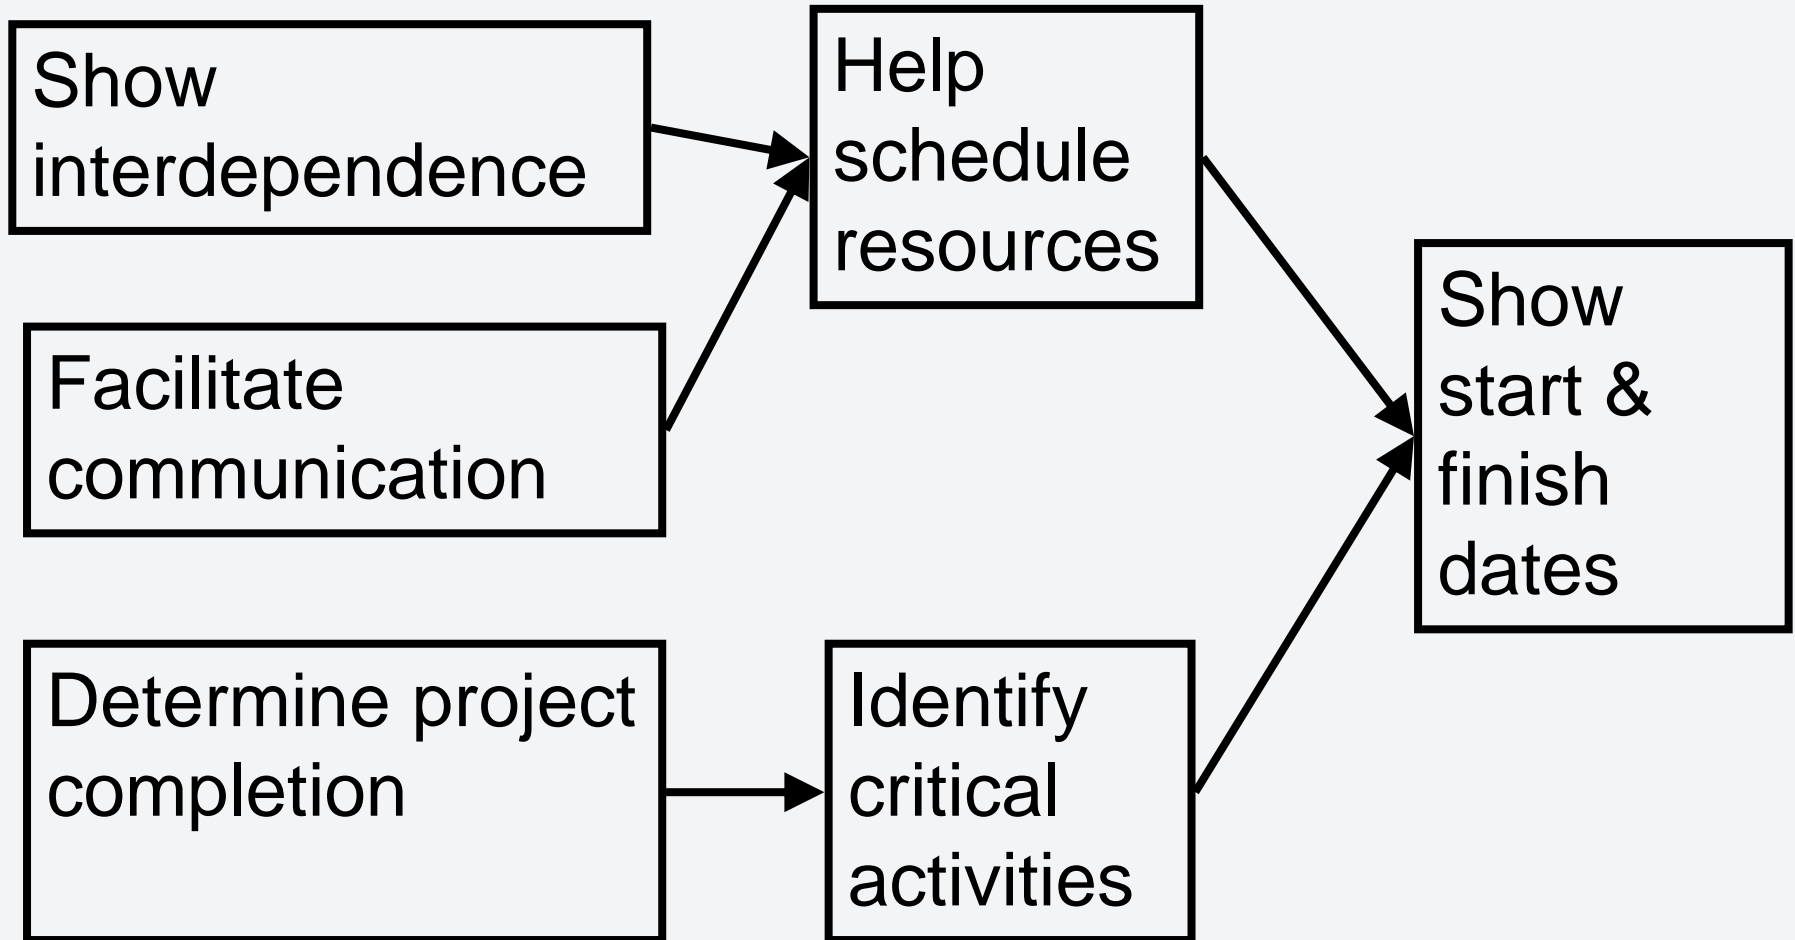 Show
interdependence
Help
schedule
resources
Facilitate
communication
Show
start &
finish
dates
Determine project
completion
Identify
critical
activities